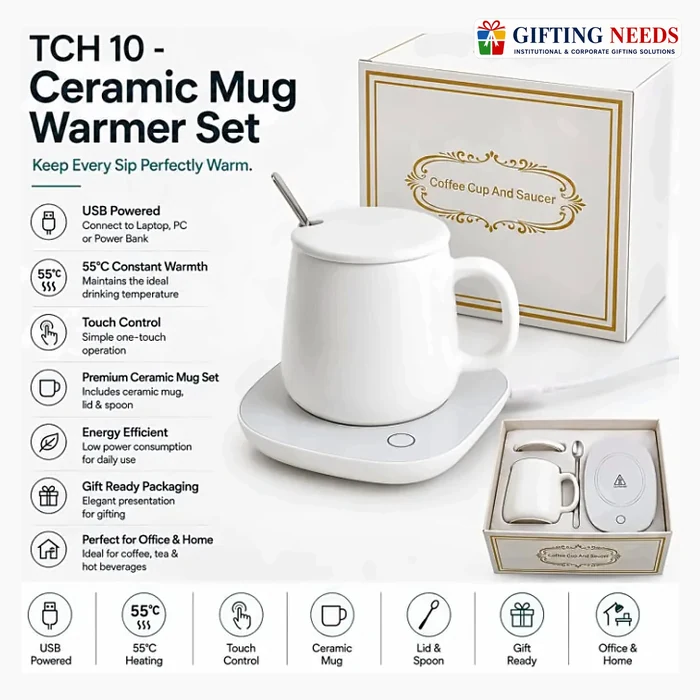 GIFTING NEEDS
INSTITUTIONAL & CORPORATE GIFTING SOLUTIONS
TCH 10 -
Ceramic Mug
Warmer Set
Keep Every Sip Perfectly Warm.
USB Powered
Connect to Laptop, PC
or Power Bank
55°C
55°C Constant Warmth
Maintains the ideal
drinking temperature
Touch Control
Simple one-touch
operation
Premium Ceramic Mug Set
Includes ceramic mug,
lid & spoon
Energy Efficient
Low power consumption
for daily use
Gift Ready Packaging
Elegant presentation
for gifting
Perfect for Office & Home
Ideal for coffee, tea &
hot beverages
Coffee Cup And Saucer
Coffee Cup And Saucer
USB
Powered
55°C
55°C
Heating
Touch
Control
Ceramic
Mug
Lid &
Spoon
Gift
Ready
Office &
Home